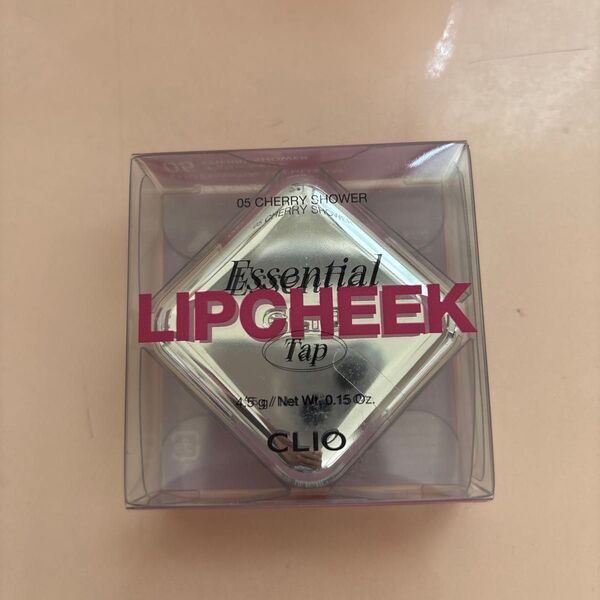 05 CHERRY SHOWER
Essential
LIPCHEEK
Tap
4.5 g / Net Wt. 0.15 Oz.
CLIO